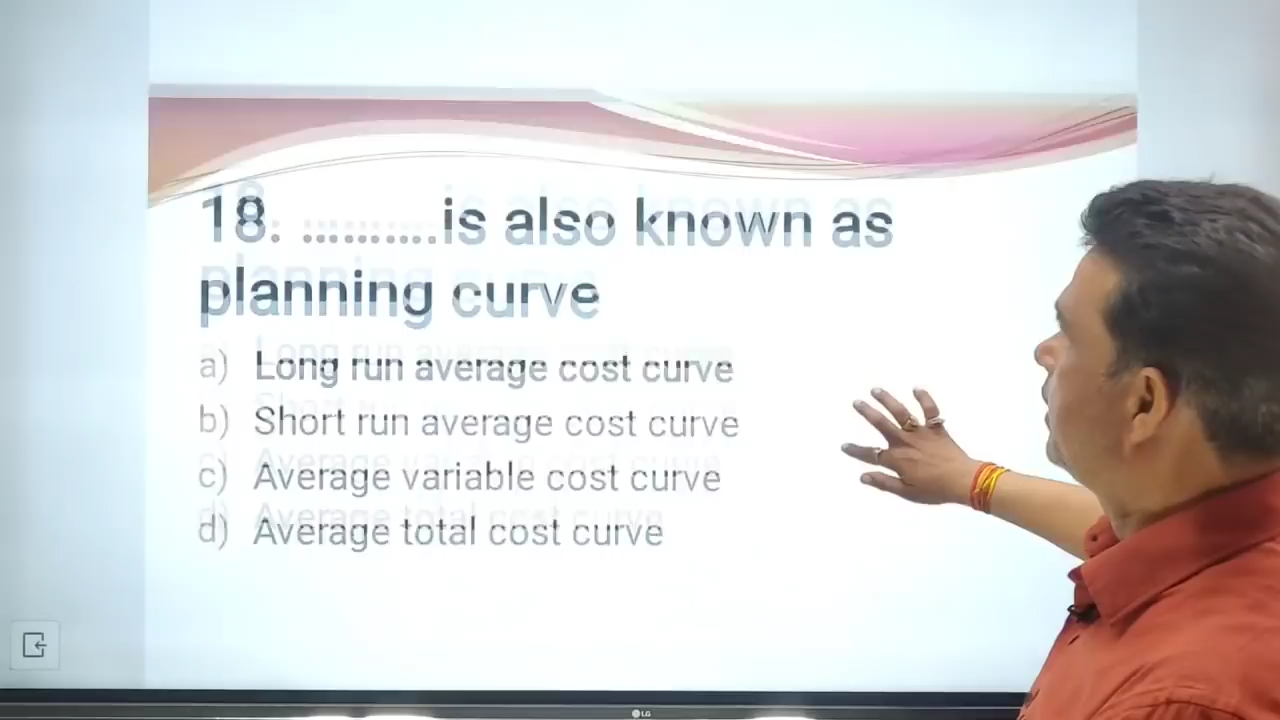 18. ..........is also known as
planning curve
a) Long run average cost curve
b) Short run average cost curve
c) Average variable cost curve
d) Average total cost curve
LG